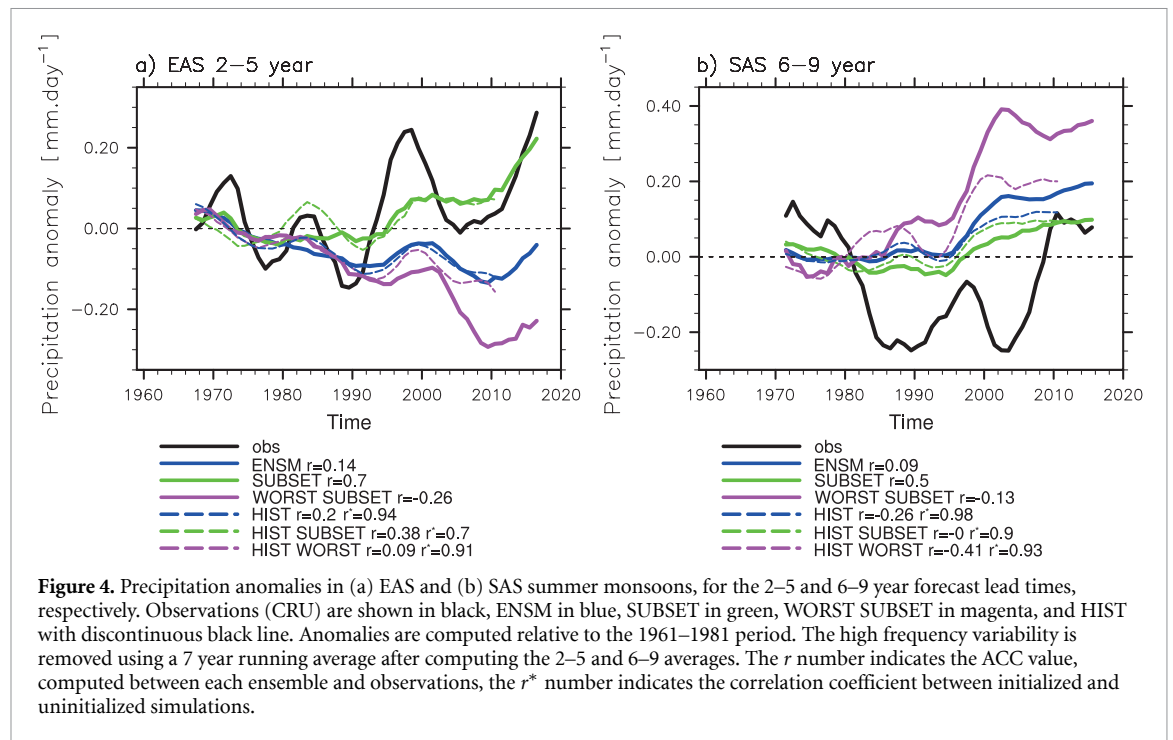 a) EAS 2−5 year
Precipitation anomaly [ mm.day−1 ]
0.20
0.00
−0.20
1960 1970 1980 1990 2000 2010 2020
Time
obs
ENSM r=0.14
SUBSET r=0.7
WORST SUBSET r=-0.26
HIST r=0.2 r*=0.94
HIST SUBSET r=0.38 r*=0.7
HIST WORST r=0.09 r*=0.91
b) SAS 6−9 year
Precipitation anomaly [ mm.day−1 ]
0.40
0.20
0.00
−0.20
1960 1970 1980 1990 2000 2010 2020
Time
obs
ENSM r=0.09
SUBSET r=0.5
WORST SUBSET r=-0.13
HIST r=-0.26 r*=0.98
HIST SUBSET r=-0 r*=0.9
HIST WORST r=-0.41 r*=0.93
Figure 4. Precipitation anomalies in (a) EAS and (b) SAS summer monsoons, for the 2–5 and 6–9 year forecast lead times,
respectively. Observations (CRU) are shown in black, ENSM in blue, SUBSET in green, WORST SUBSET in magenta, and HIST
with discontinuous black line. Anomalies are computed relative to the 1961–1981 period. The high frequency variability is
removed using a 7 year running average after computing the 2–5 and 6–9 averages. The r number indicates the ACC value,
computed between each ensemble and observations, the r* number indicates the correlation coefficient between initialized and
uninitialized simulations.